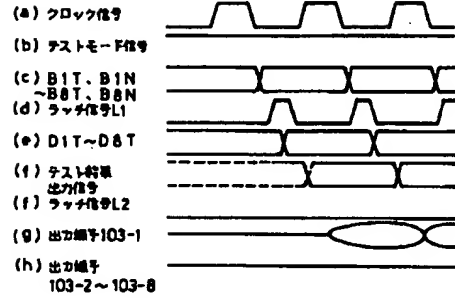 (a) クロック信号
(b) テストモード信号
(c) B1T、B1N
～B8T、B8N
(d) ラッチ信号L1
(e) D1T～D8T
(f) テスト結果
出力信号
(f) ラッチ信号L2
(g) 出力端子103-1
(h) 出力端子
103-2～103-8